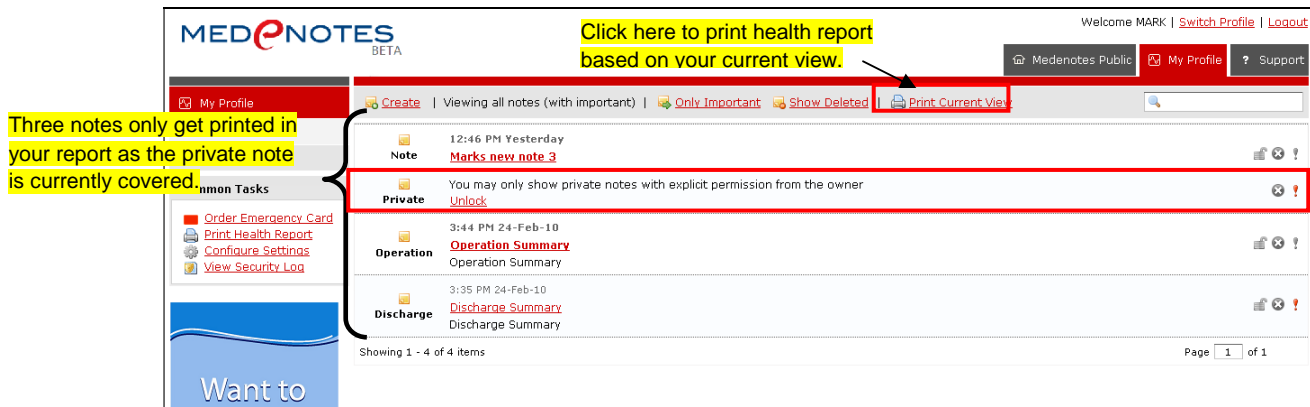 MEDENOTES
BETA
Click here to print health report
based on your current view.
Welcome MARK | Switch Profile | Logout
Medenotes Public
My Profile
? Support
My Profile
Create | Viewing all notes (with important) | Only Important Show Deleted | Print Current View
Three notes only get printed in
your report as the private note
is currently covered.
mmon Tasks
Order Emergency Card
Print Health Report
Configure Settings
View Security Log
Want to
Note
12:46 PM Yesterday
Marks new note 3
Private
You may only show private notes with explicit permission from the owner
Unlock
Operation
3:44 PM 24-Feb-10
Operation Summary
Operation Summary
Discharge
3:35 PM 24-Feb-10
Discharge Summary
Discharge Summary
Showing 1 - 4 of 4 items
Page 1 of 1